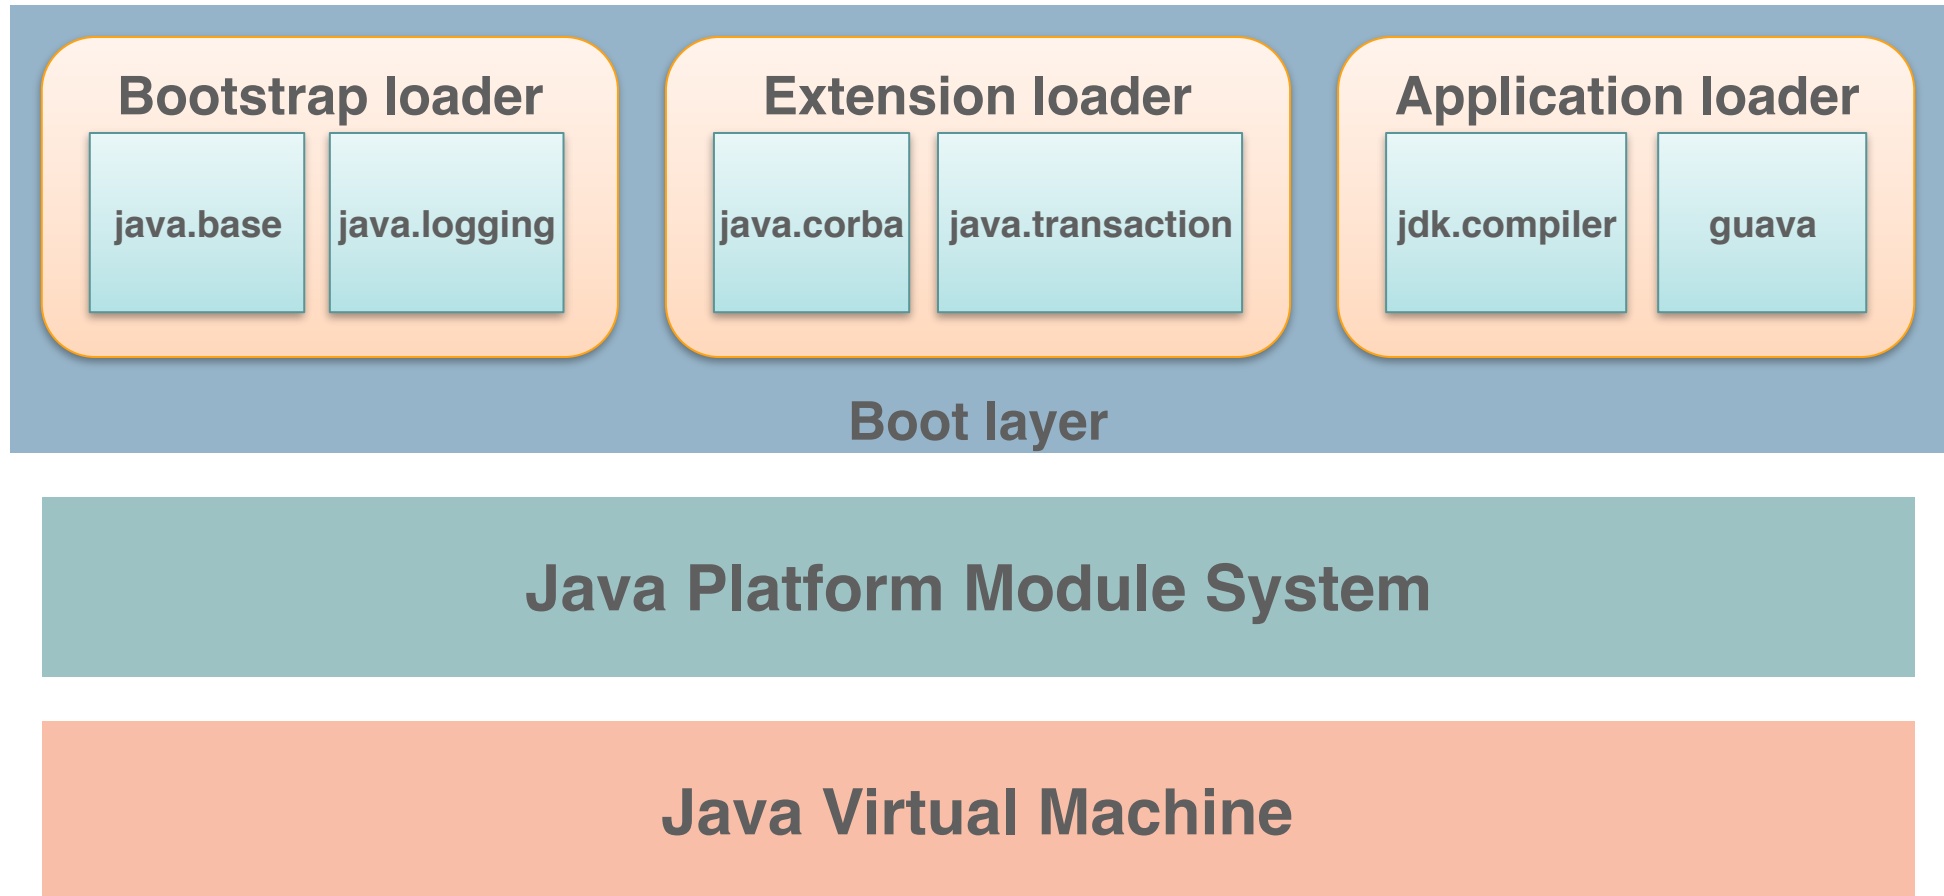 Bootstrap loader
java.base
java.logging
Extension loader
java.corba
java.transaction
Application loader
jdk.compiler
guava
Boot layer
Java Platform Module System
Java Virtual Machine